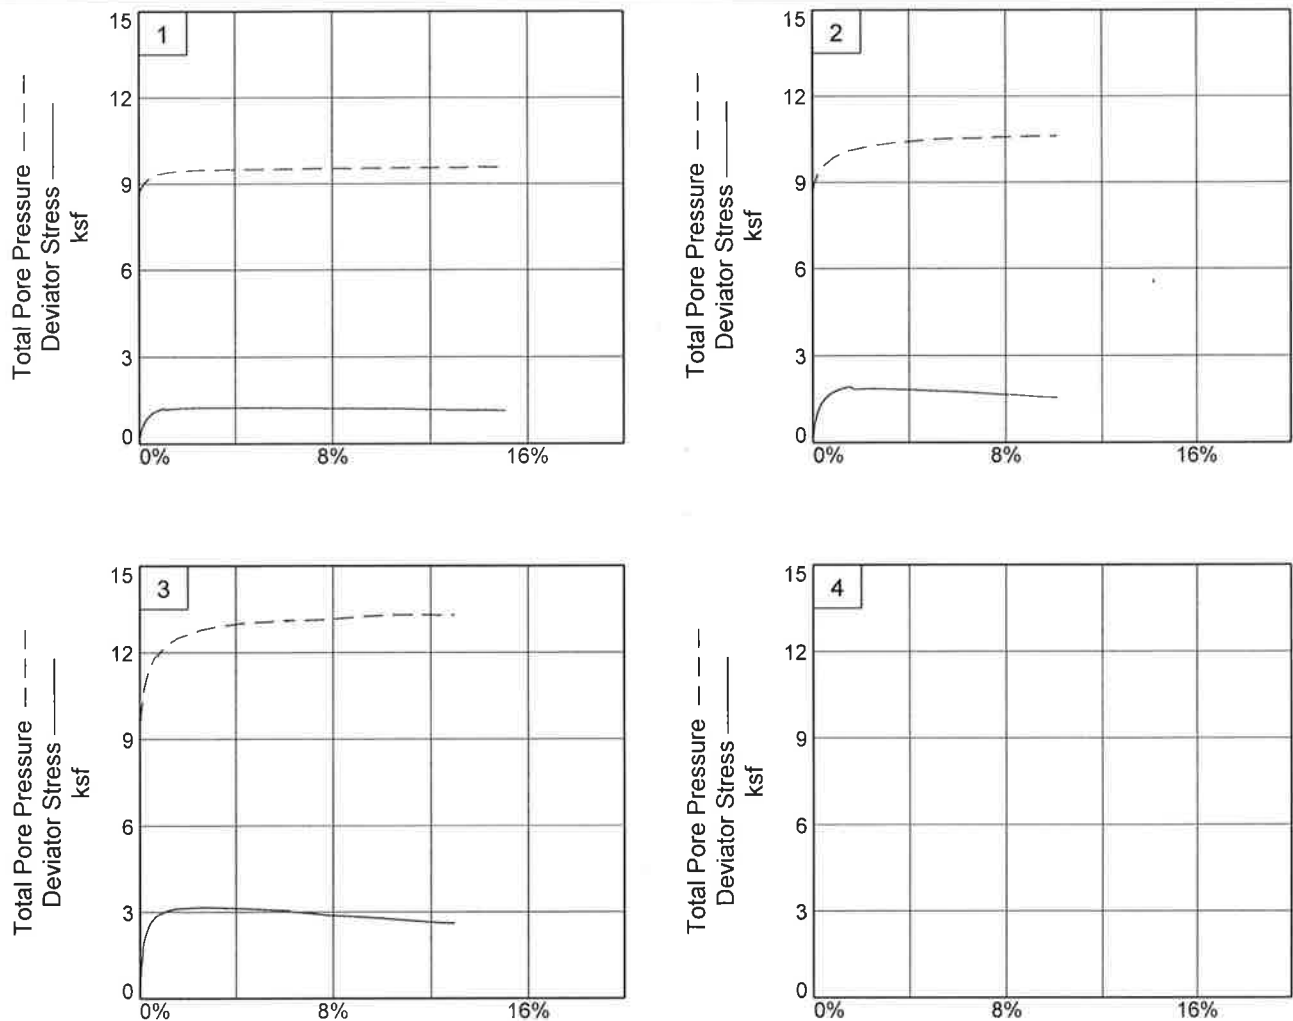 1
Total Pore Pressure
Deviator Stress
ksf
15
12
9
6
3
0
0% 8% 16%
2
Total Pore Pressure
Deviator Stress
ksf
15
12
9
6
3
0
0% 8% 16%
3
Total Pore Pressure
Deviator Stress
ksf
15
12
9
6
3
0
0% 8% 16%
4
Total Pore Pressure
Deviator Stress
ksf
15
12
9
6
3
0
0% 8% 16%